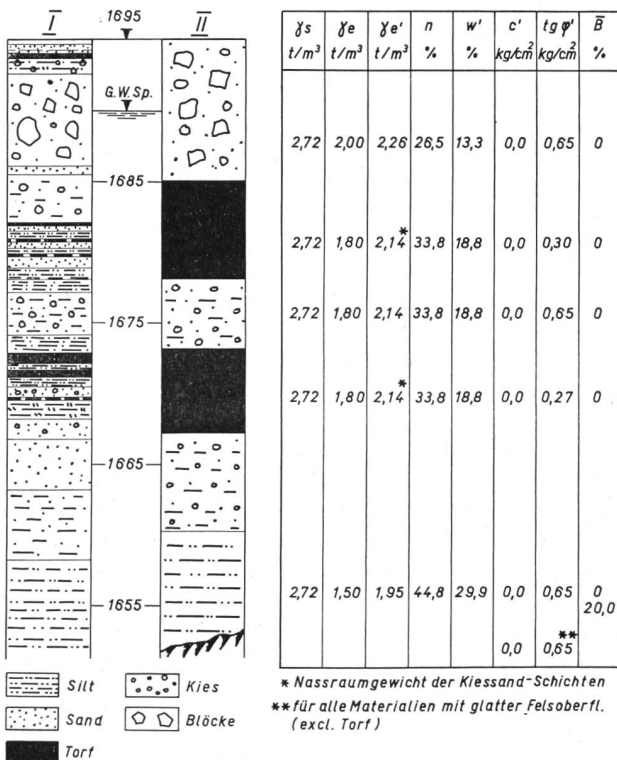 I 1695 II
G.W.Sp.
1685
1675
1665
1655
γs γe γe' n w' c' tg φ' B̅
t/m³ t/m³ t/m³ % % kg/cm² kg/cm² %
2,72 2,00 2,26 26,5 13,3 0,0 0,65 0
2,72 1,80 2,14* 33,8 18,8 0,0 0,30 0
2,72 1,80 2,14 33,8 18,8 0,0 0,65 0
2,72 1,80 2,14* 33,8 18,8 0,0 0,27 0
2,72 1,50 1,95 44,8 29,9 0,0 0,65 0
20,0
0,0 0,65**
Silt Kies
Sand Blöcke
Torf
* Nassraumgewicht der Kiessand-Schichten
** für alle Materialien mit glatter Felsoberfl.
(excl. Torf)